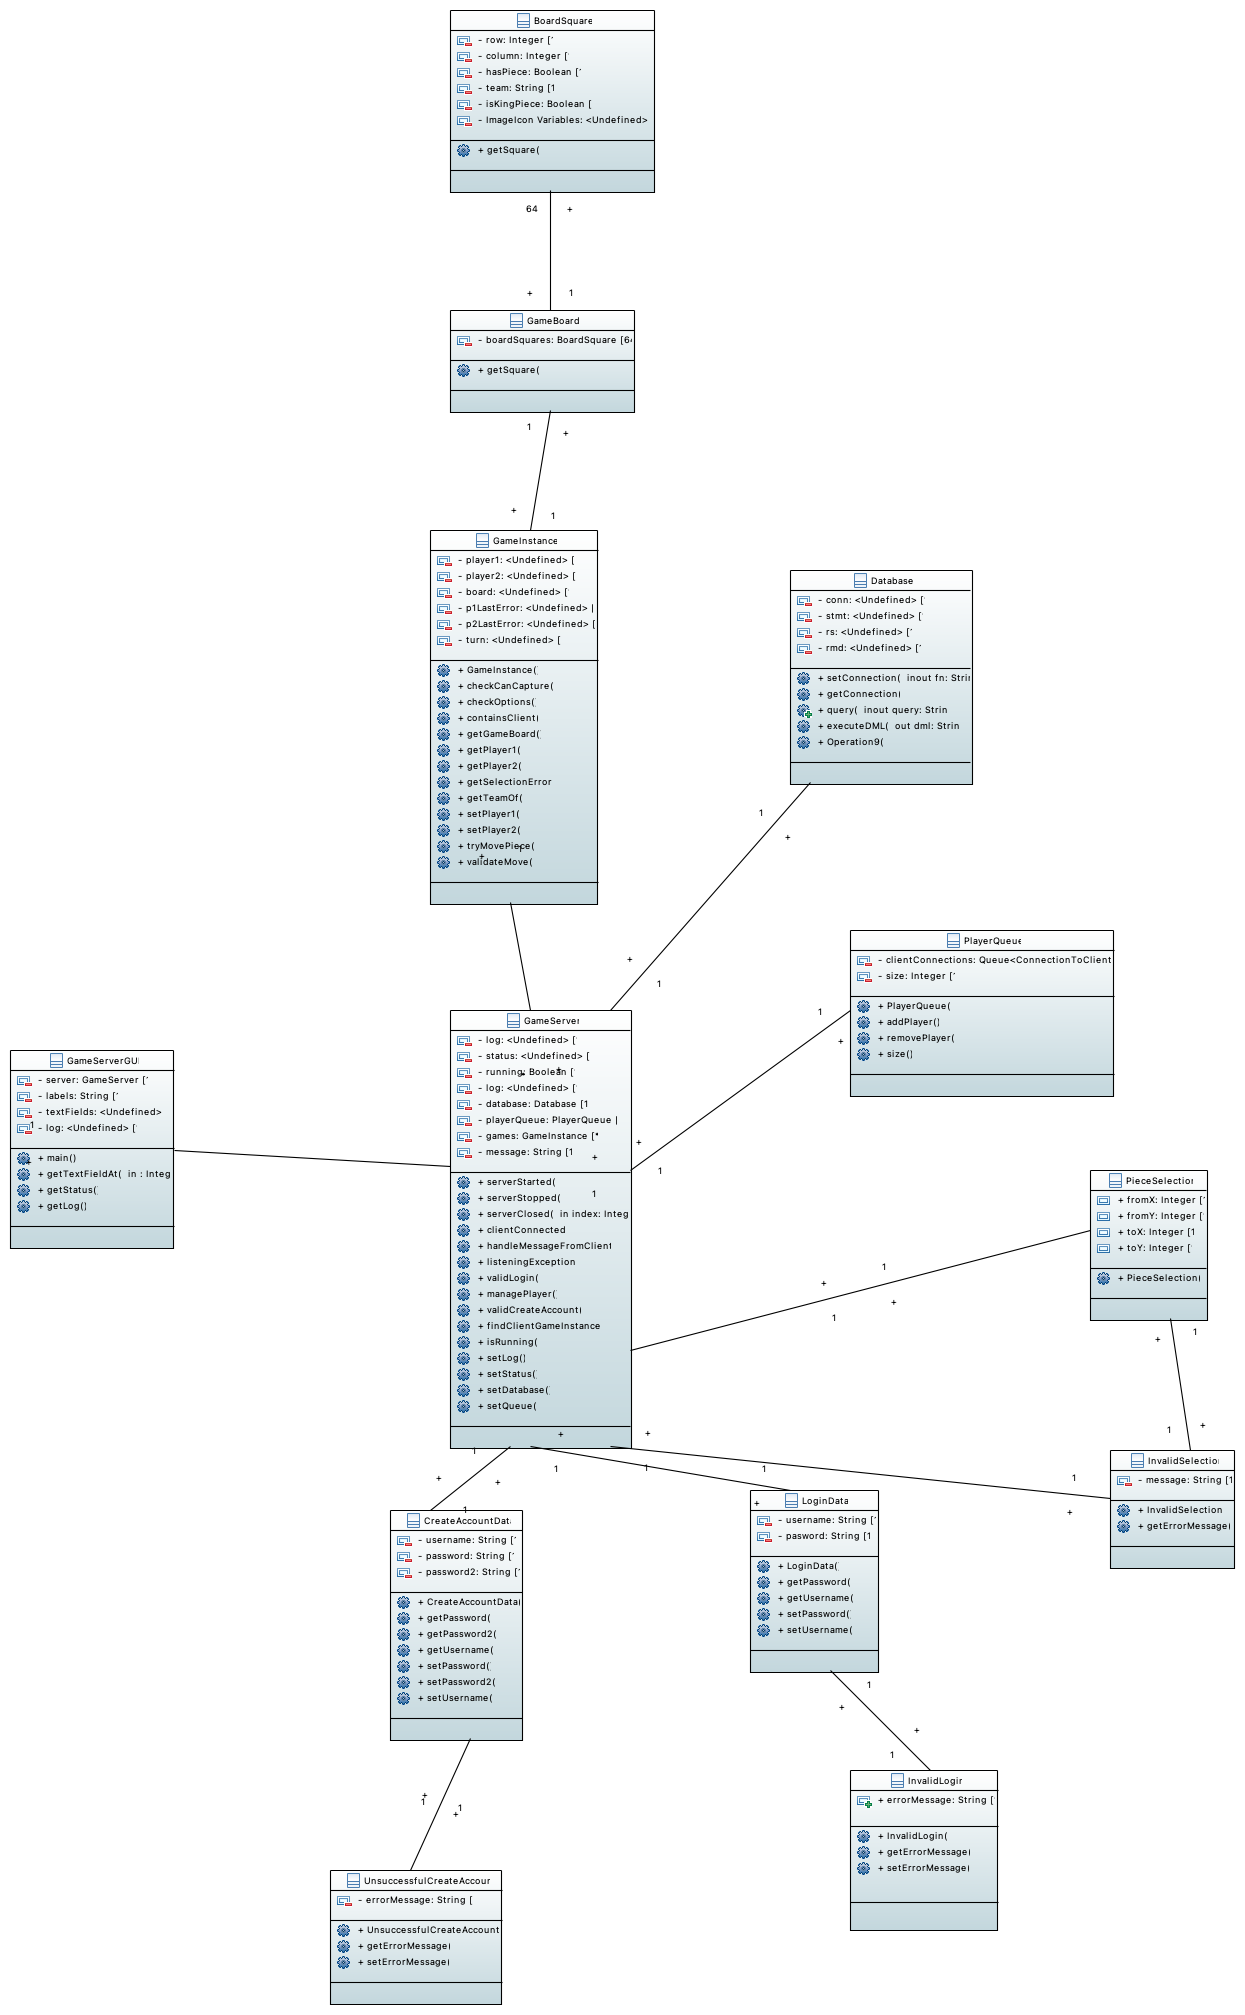 BoardSquare
- row: Integer [
- column: Integer [
- hasPiece: Boolean [
- team: String [1
- isKingPiece: Boolean [
- ImageIcon Variables: <Undefined>
+ getSquare(
64 +
+ 1
GameBoard
- boardSquares: BoardSquare [64
+ getSquare(
1 +
+ 1
GameInstance
- player1: <Undefined> [
- player2: <Undefined> [
- board: <Undefined> [
- p1LastError: <Undefined> [
- p2LastError: <Undefined> [
- turn: <Undefined> [
+ GameInstance(
+ checkCanCapture(
+ checkOptions(
+ containsClient(
+ getGameBoard(
+ getPlayer1(
+ getPlayer2(
+ getSelectionError
+ getTeamOf(
+ setPlayer1(
+ setPlayer2(
+ tryMovePiece(
+ validateMove(
+ 1
Database
- conn: <Undefined> [
- stmt: <Undefined> [
- rs: <Undefined> [
- rmd: <Undefined> [
+ setConnection( inout fn: Strin
+ getConnection(
+ query( inout query: Strin
+ executeDML( out dml: Strin
+ Operation9(
1
+
+
1
PlayerQueue
- clientConnections: Queue<ConnectionToClient
- size: Integer [
+ PlayerQueue(
+ addPlayer()
+ removePlayer(
+ size()
1
+
+
1
GameServer
- log: <Undefined> [
- status: <Undefined> [
- running: Boolean [
- log: <Undefined> [
- database: Database [1
- playerQueue: PlayerQueue [
- games: GameInstance [*
- message: String [1
+ serverStarted(
+ serverStopped(
+ serverClosed( in index: Integ
+ clientConnected
+ handleMessageFromClient
+ listeningException
+ validLogin(
+ managePlayer(
+ validCreateAccount(
+ findClientGameInstance
+ isRunning(
+ setLog()
+ setStatus(
+ setDatabase(
+ setQueue(
+
1
GameServerGUI
- server: GameServer [
- labels: String [
- textFields: <Undefined>
- log: <Undefined> [
1
+ main()
+ getTextFieldAt( in : Integ
+ getStatus(
+ getLog()
PieceSelection
+ fromX: Integer [
+ fromY: Integer [
+ toX: Integer [1
+ toY: Integer [
+ PieceSelection(
1
+
+
1
+ 1
1 +
InvalidSelection
- message: String [1
+ InvalidSelection
+ getErrorMessage(
+ +
1 1 1 1 1
+ + +
1
CreateAccountData
- username: String [
- password: String [
- password2: String [
+ CreateAccountData(
+ getPassword(
+ getPassword2(
+ getUsername(
+ setPassword(
+ setPassword2(
+ setUsername(
+
LoginData
- username: String [
- pasword: String [1
+ LoginData(
+ getPassword(
+ getUsername(
+ setPassword(
+ setUsername(
1
+
+
1
InvalidLogin
+ errorMessage: String [
+ InvalidLogin(
+ getErrorMessage(
+ setErrorMessage(
+
1 1
+
UnsuccessfulCreateAccour
- errorMessage: String [
+ UnsuccessfulCreateAccount
+ getErrorMessage(
+ setErrorMessage(